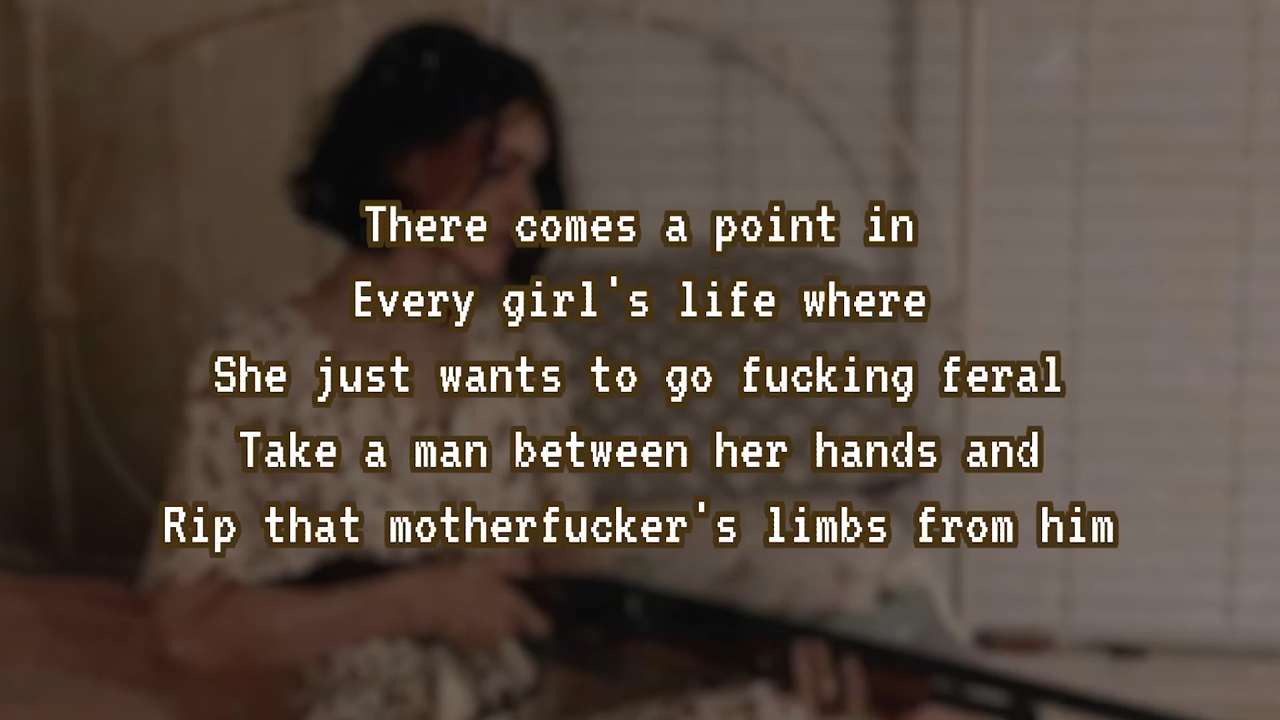 There comes a point in
Every girl's life where
She just wants to go fucking feral
Take a man between her hands and
Rip that motherfucker's limbs from him